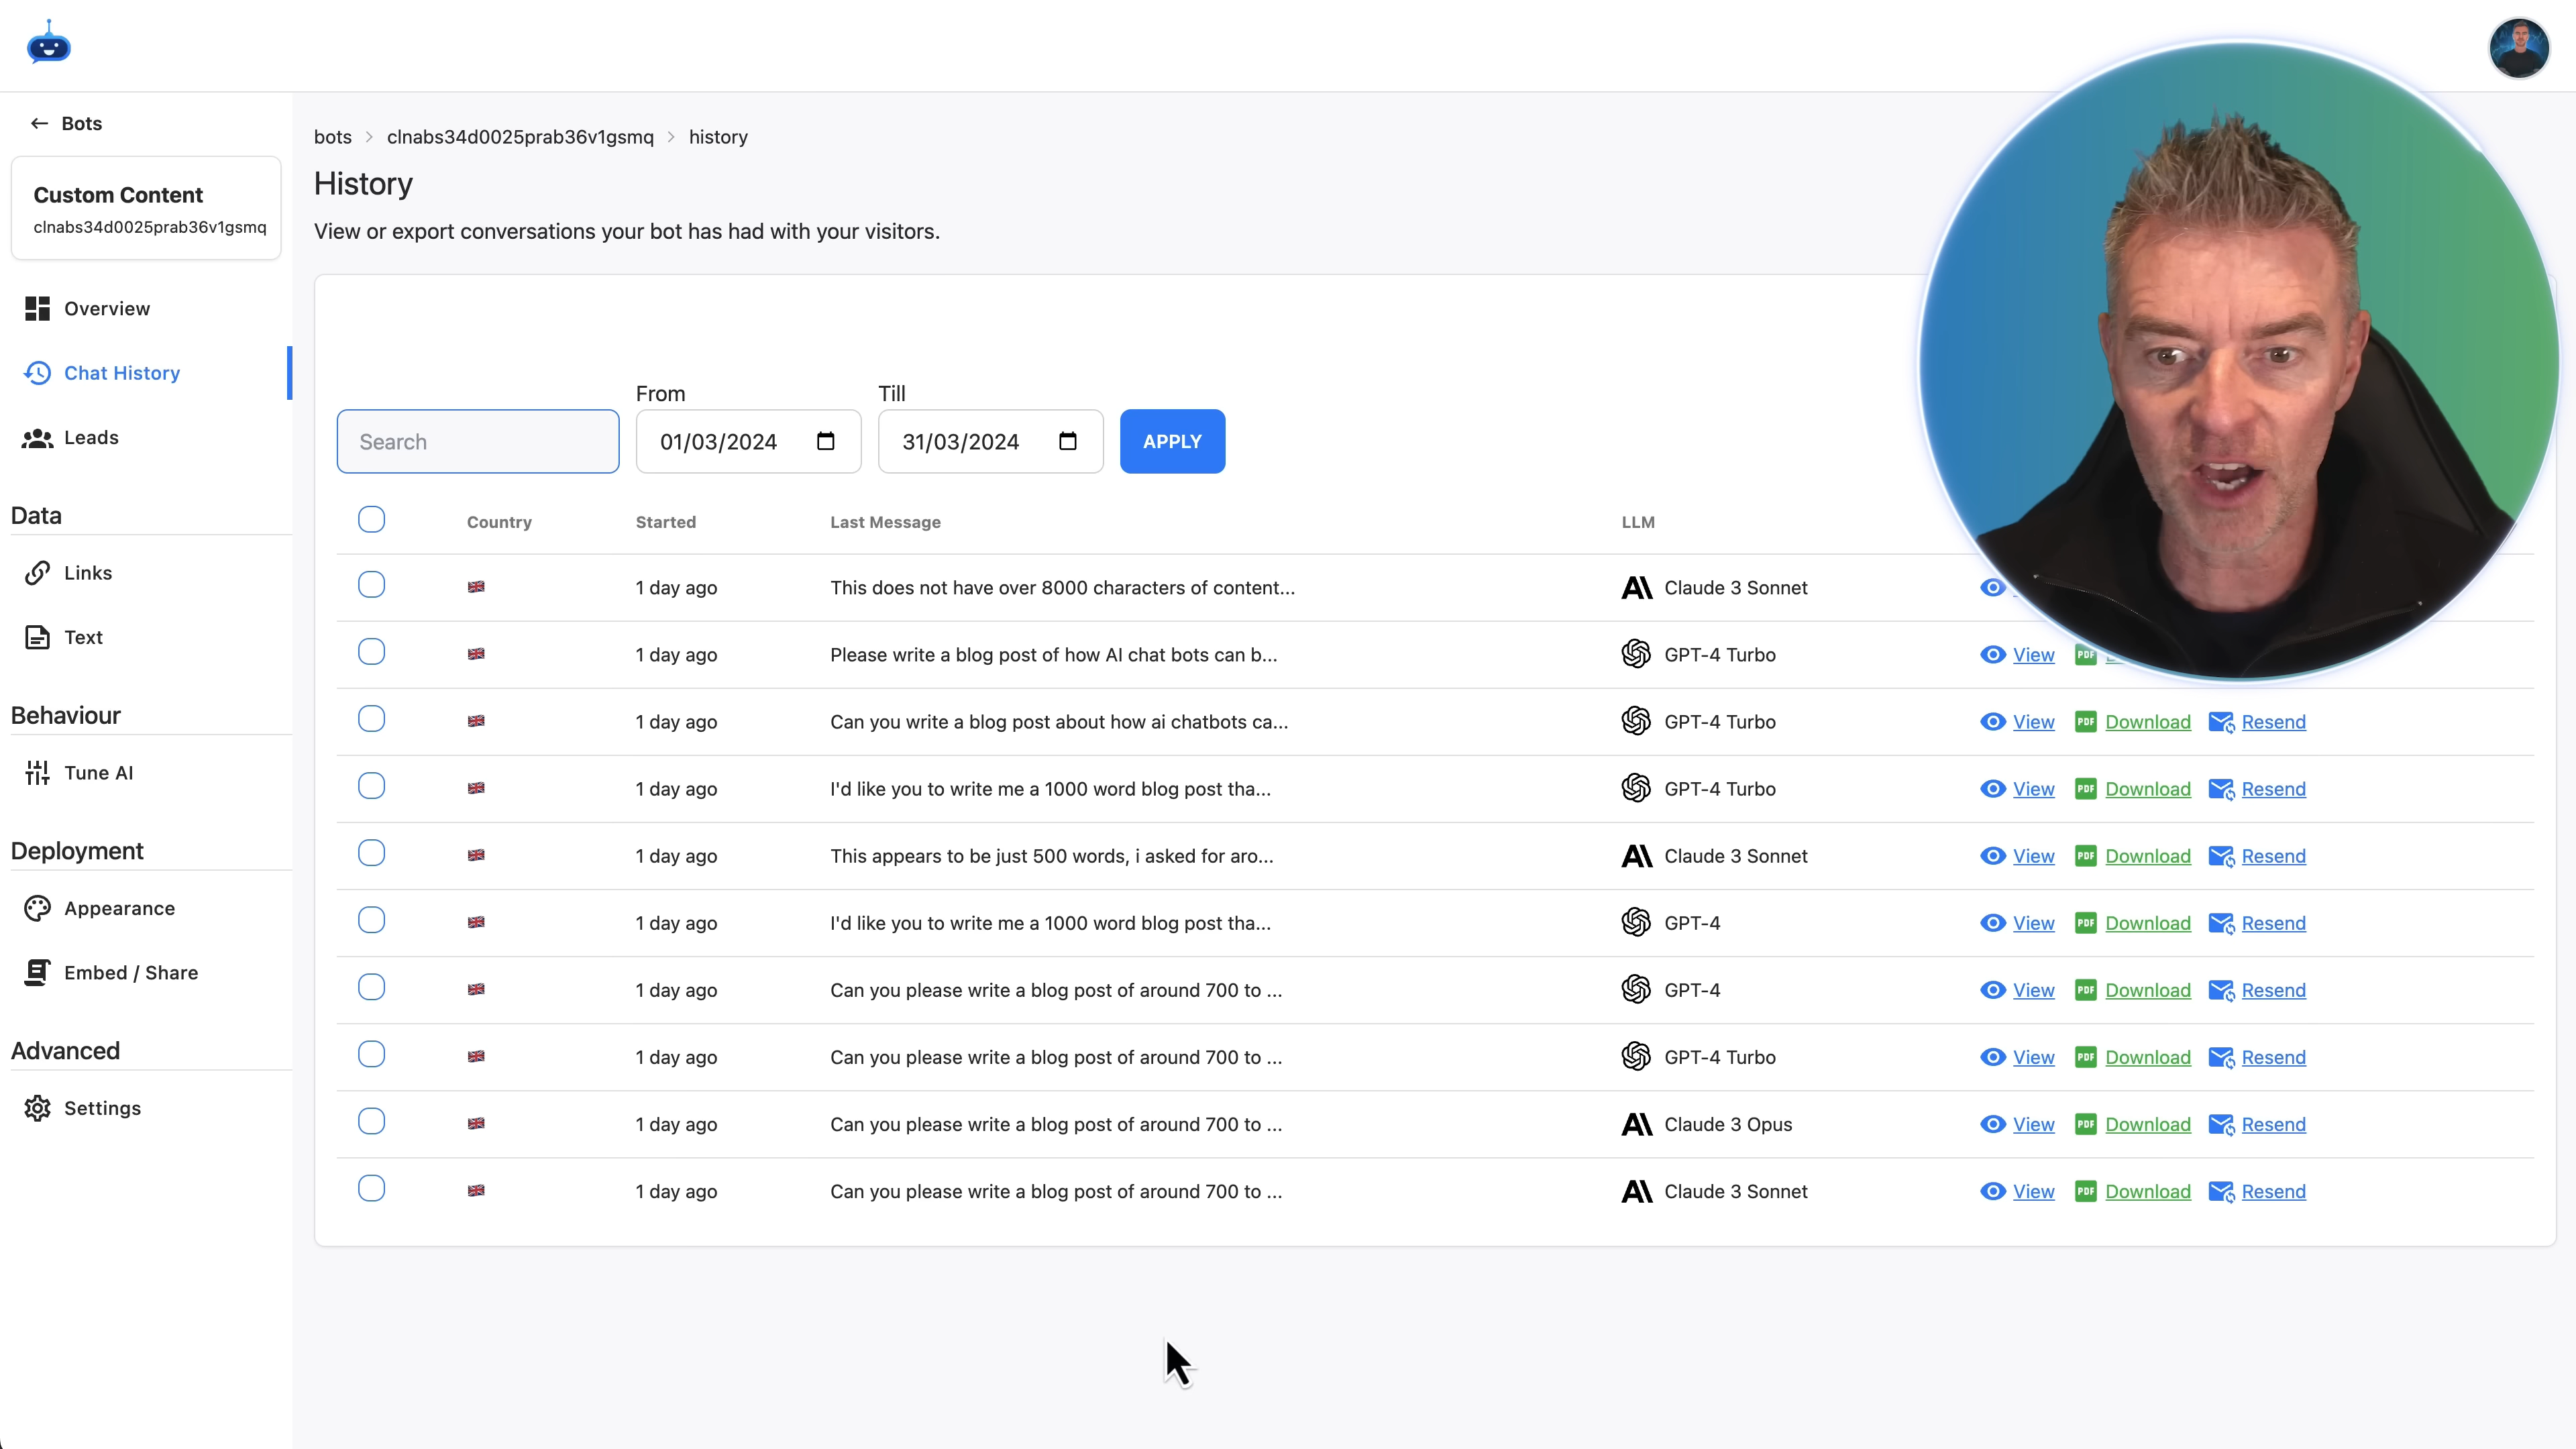 Bots
Custom Content
clnabs34d0025prab36v1gsmq
Overview
Chat History
Leads
Data
Links
Text
Behaviour
Tune AI
Deployment
Appearance
Embed / Share
Advanced
Settings
bots > clnabs34d0025prab36v1gsmq > history
History
View or export conversations your bot has had with your visitors.
From Till
Search 01/03/2024 31/03/2024 APPLY
Country Started Last Message LLM
1 day ago This does not have over 8000 characters of content... Claude 3 Sonnet
1 day ago Please write a blog post of how AI chat bots can b... GPT-4 Turbo View PDF
1 day ago Can you write a blog post about how ai chatbots ca... GPT-4 Turbo View PDF Download Resend
1 day ago I'd like you to write me a 1000 word blog post tha... GPT-4 Turbo View PDF Download Resend
1 day ago This appears to be just 500 words, i asked for aro... Claude 3 Sonnet View PDF Download Resend
1 day ago I'd like you to write me a 1000 word blog post tha... GPT-4 View PDF Download Resend
1 day ago Can you please write a blog post of around 700 to ... GPT-4 View PDF Download Resend
1 day ago Can you please write a blog post of around 700 to ... GPT-4 Turbo View PDF Download Resend
1 day ago Can you please write a blog post of around 700 to ... Claude 3 Opus View PDF Download Resend
1 day ago Can you please write a blog post of around 700 to ... Claude 3 Sonnet View PDF Download Resend